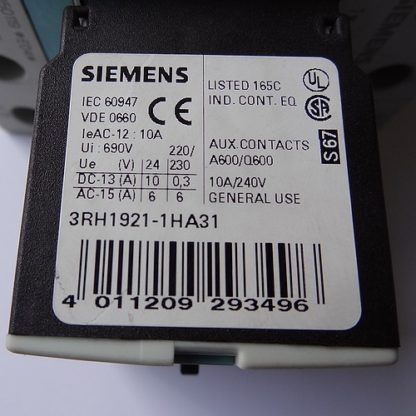 SIEMENS
IEC 60947
VDE 0660
IeAC-12 : 10A
Ui : 690V 220/
Ue (V) 24 230
DC-13 (A) 10 0,3
AC-15 (A) 6 6
LISTED 165C
IND. CONT. EQ
UL
AUX.CONTACTS
A600/Q600
10A/240V
GENERAL USE
S 67
3RH1921-1HA31
4 011209 293496